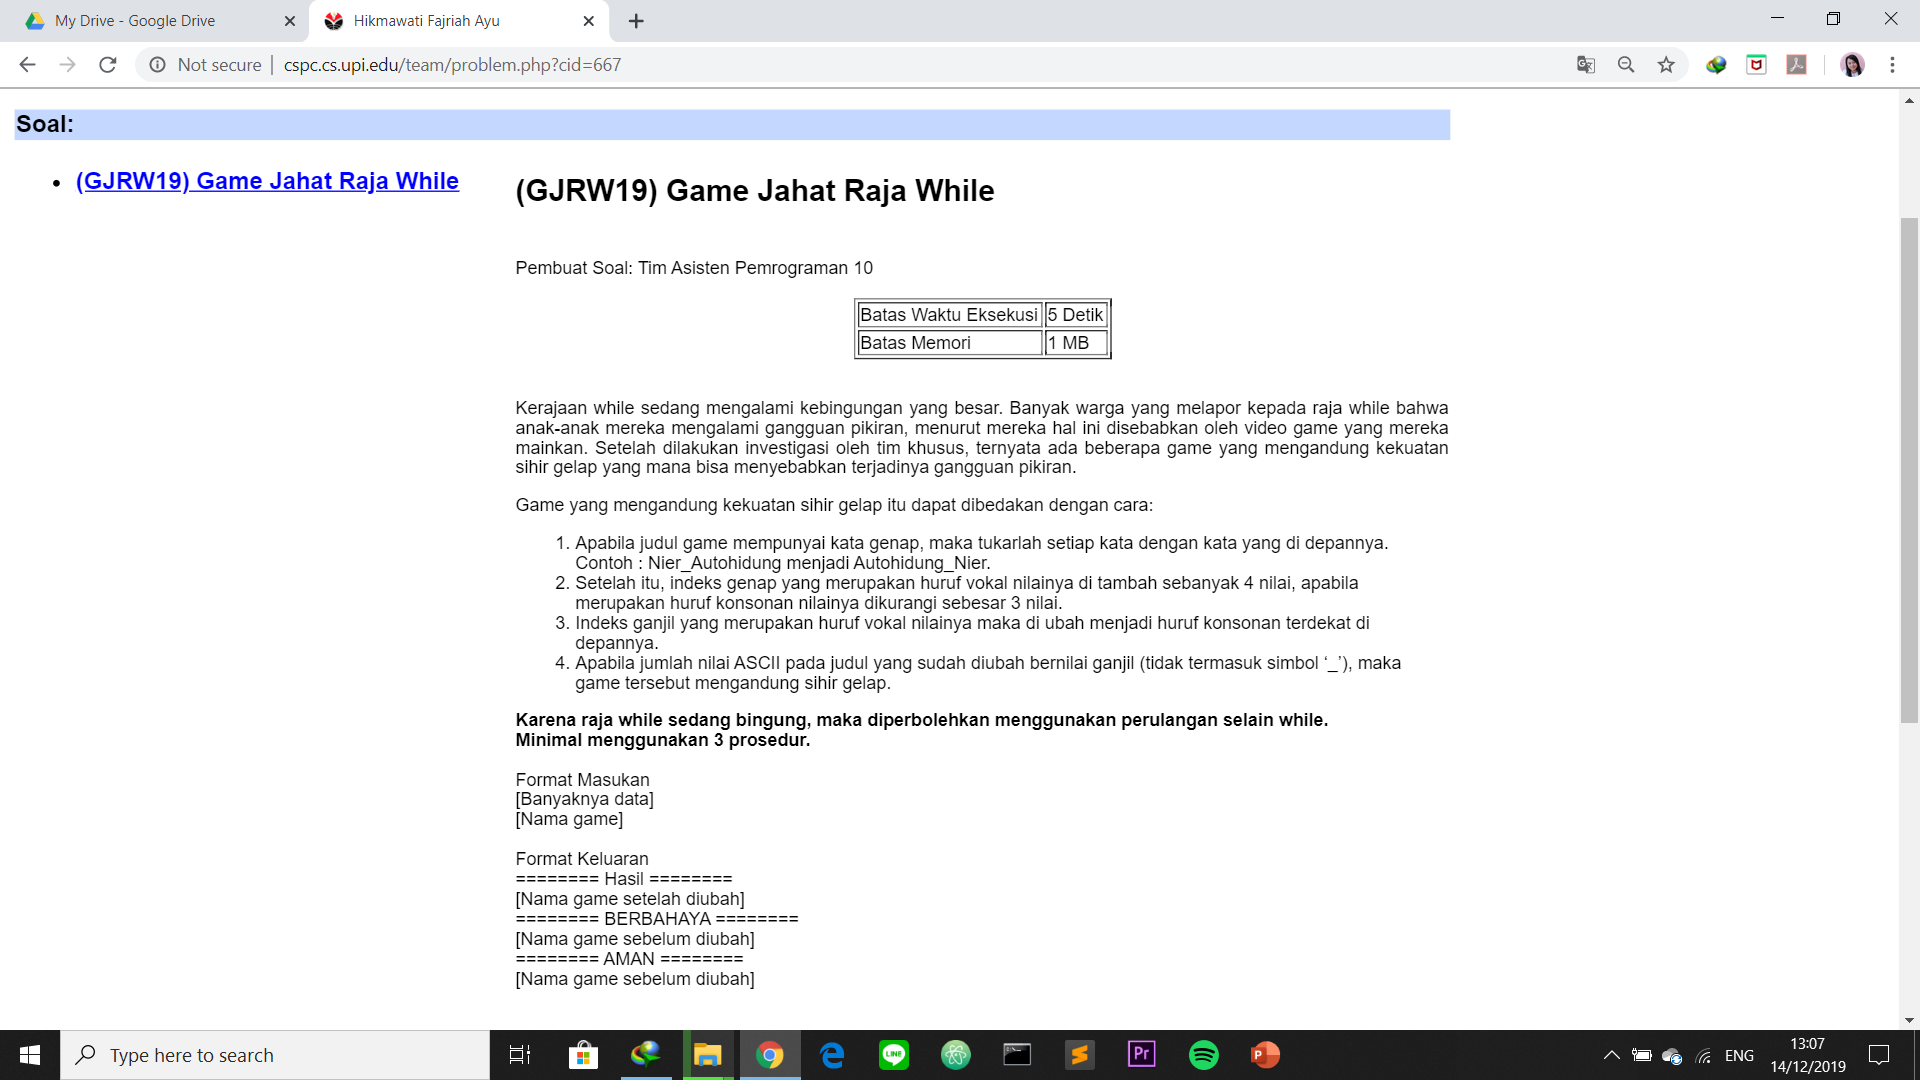 My Drive - Google Drive
Hikmawati Fajriah Ayu
Not secure | cspc.cs.upi.edu/team/problem.php?cid=667
Soal:
(GJRW19) Game Jahat Raja While
(GJRW19) Game Jahat Raja While
Pembuat Soal: Tim Asisten Pemrograman 10
Batas Waktu Eksekusi 5 Detik
Batas Memori 1 MB
Kerajaan while sedang mengalami kebingungan yang besar. Banyak warga yang melapor kepada raja while bahwa
anak-anak mereka mengalami gangguan pikiran, menurut mereka hal ini disebabkan oleh video game yang mereka
mainkan. Setelah dilakukan investigasi oleh tim khusus, ternyata ada beberapa game yang mengandung kekuatan
sihir gelap yang mana bisa menyebabkan terjadinya gangguan pikiran.
Game yang mengandung kekuatan sihir gelap itu dapat dibedakan dengan cara:
1. Apabila judul game mempunyai kata genap, maka tukarlah setiap kata dengan kata yang di depannya.
Contoh : Nier_Autohidung menjadi Autohidung_Nier.
2. Setelah itu, indeks genap yang merupakan huruf vokal nilainya di tambah sebanyak 4 nilai, apabila
merupakan huruf konsonan nilainya dikurangi sebesar 3 nilai.
3. Indeks ganjil yang merupakan huruf vokal nilainya maka di ubah menjadi huruf konsonan terdekat di
depannya.
4. Apabila jumlah nilai ASCII pada judul yang sudah diubah bernilai ganjil (tidak termasuk simbol ‘_’), maka
game tersebut mengandung sihir gelap.
Karena raja while sedang bingung, maka diperbolehkan menggunakan perulangan selain while.
Minimal menggunakan 3 prosedur.
Format Masukan
[Banyaknya data]
[Nama game]
Format Keluaran
======== Hasil ========
[Nama game setelah diubah]
======== BERBAHAYA ========
[Nama game sebelum diubah]
======== AMAN ========
[Nama game sebelum diubah]
Type here to search
LINE
Pr
ENG
13:07
14/12/2019